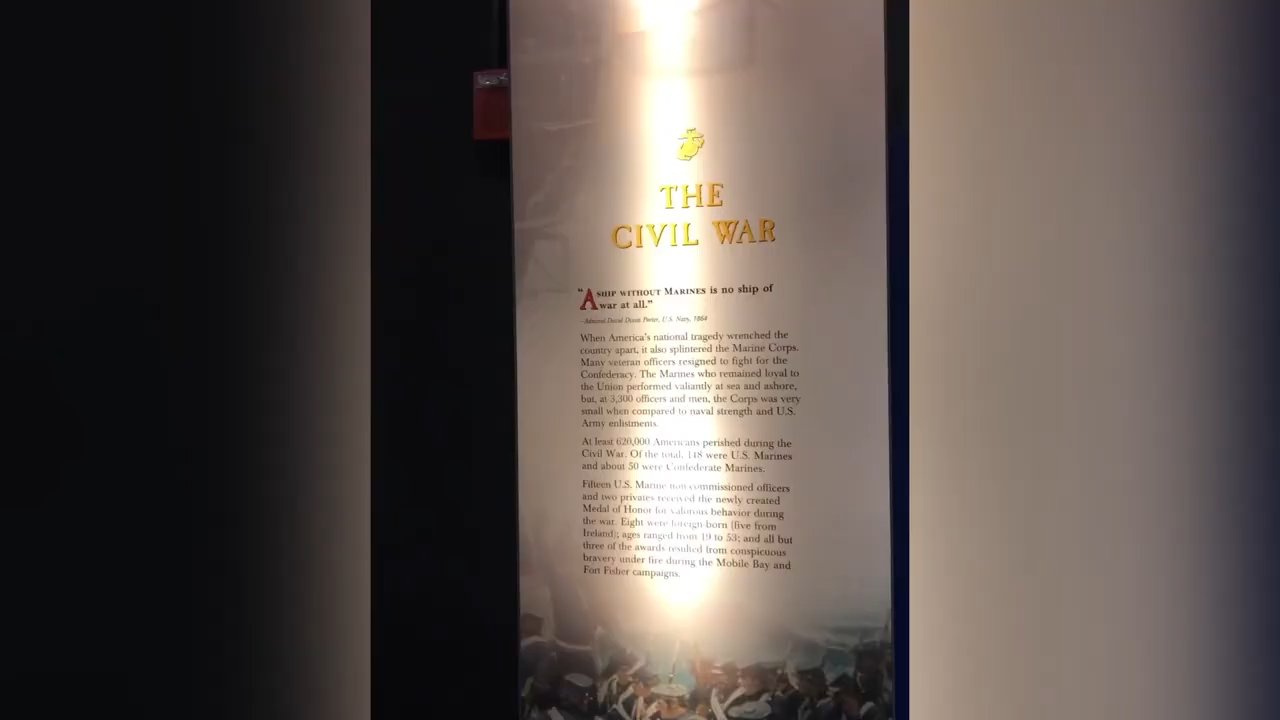 THE
CIVIL WAR
"A SHIP WITHOUT MARINES is no ship of
war at all."
-Admiral David Dixon Porter, U.S. Navy, 1864
When America's national tragedy wrenched the
country apart, it also splintered the Marine Corps.
Many veteran officers resigned to fight for the
Confederacy. The Marines who remained loyal to
the Union performed valiantly at sea and ashore,
but, at 3,300 officers and men, the Corps was very
small when compared to naval strength and U.S.
Army enlistments.
At least 620,000 Americans perished during the
Civil War. Of the total, 148 were U.S. Marines
and about 50 were Confederate Marines.
Fifteen U.S. Marine non-commissioned officers
and two privates received the newly created
Medal of Honor for valorous behavior during
the war. Eight were foreign-born (five from
Ireland); ages ranged from 19 to 53; and all but
three of the awards resulted from conspicuous
bravery under fire during the Mobile Bay and
Fort Fisher campaigns.